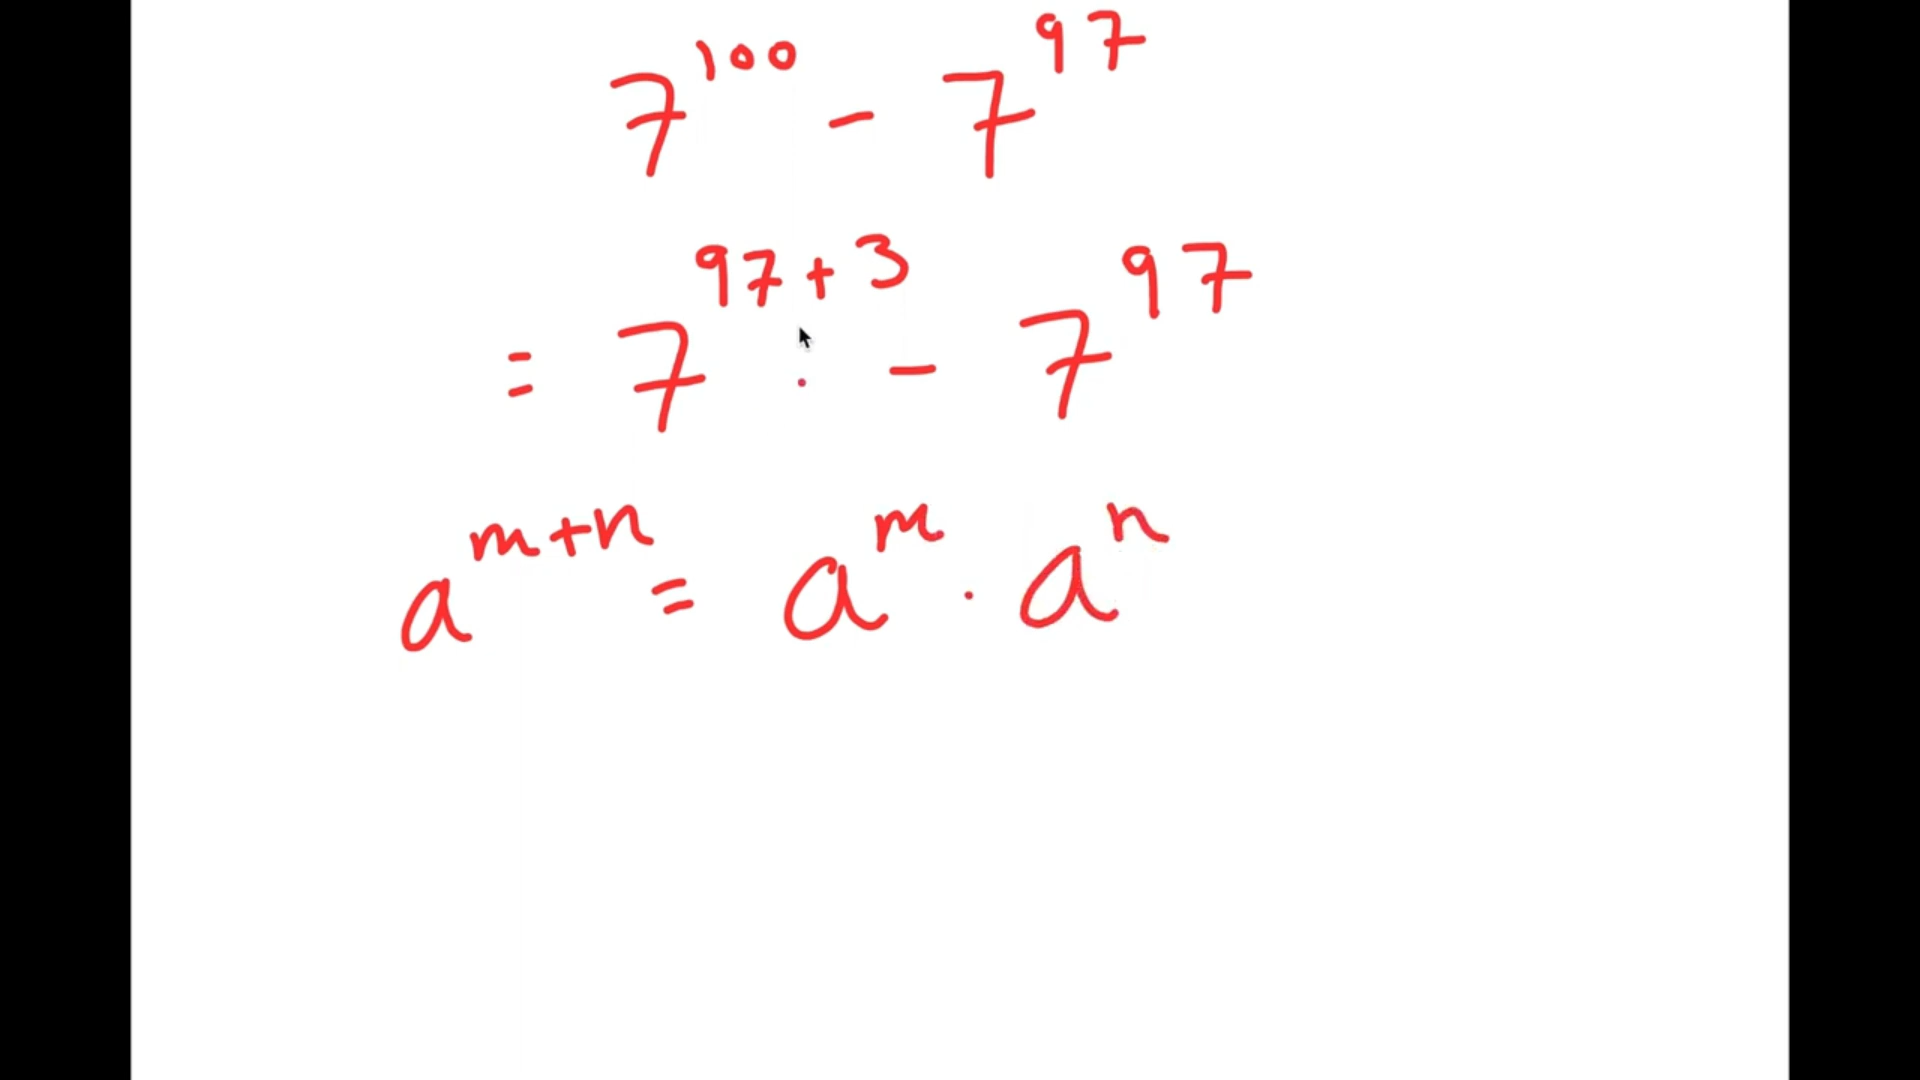 7^100 - 7^97
= 7^97+3 - 7^97
a^m+n = a^m · a^n